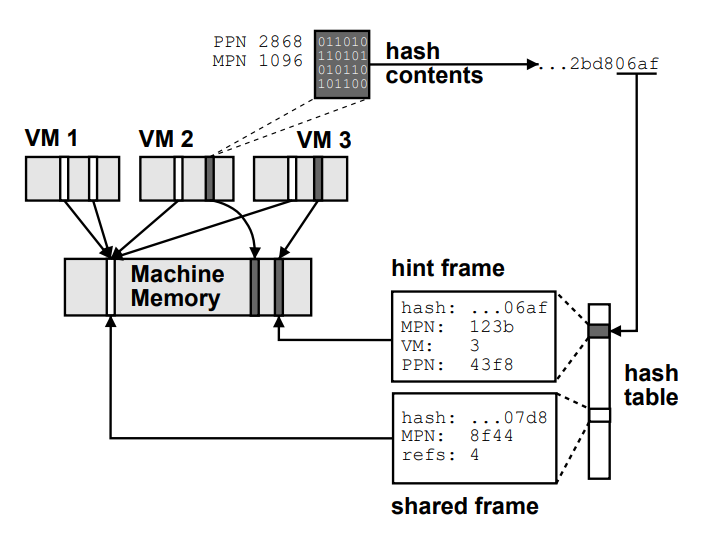 PPN 2868
MPN 1096
011010
110101
010110
101100
hash
contents
...2bd806af
VM 1
VM 2
VM 3
Machine
Memory
hint frame
hash: ...06af
MPN: 123b
VM: 3
PPN: 43f8
hash
table
hash: ...07d8
MPN: 8f44
refs: 4
shared frame